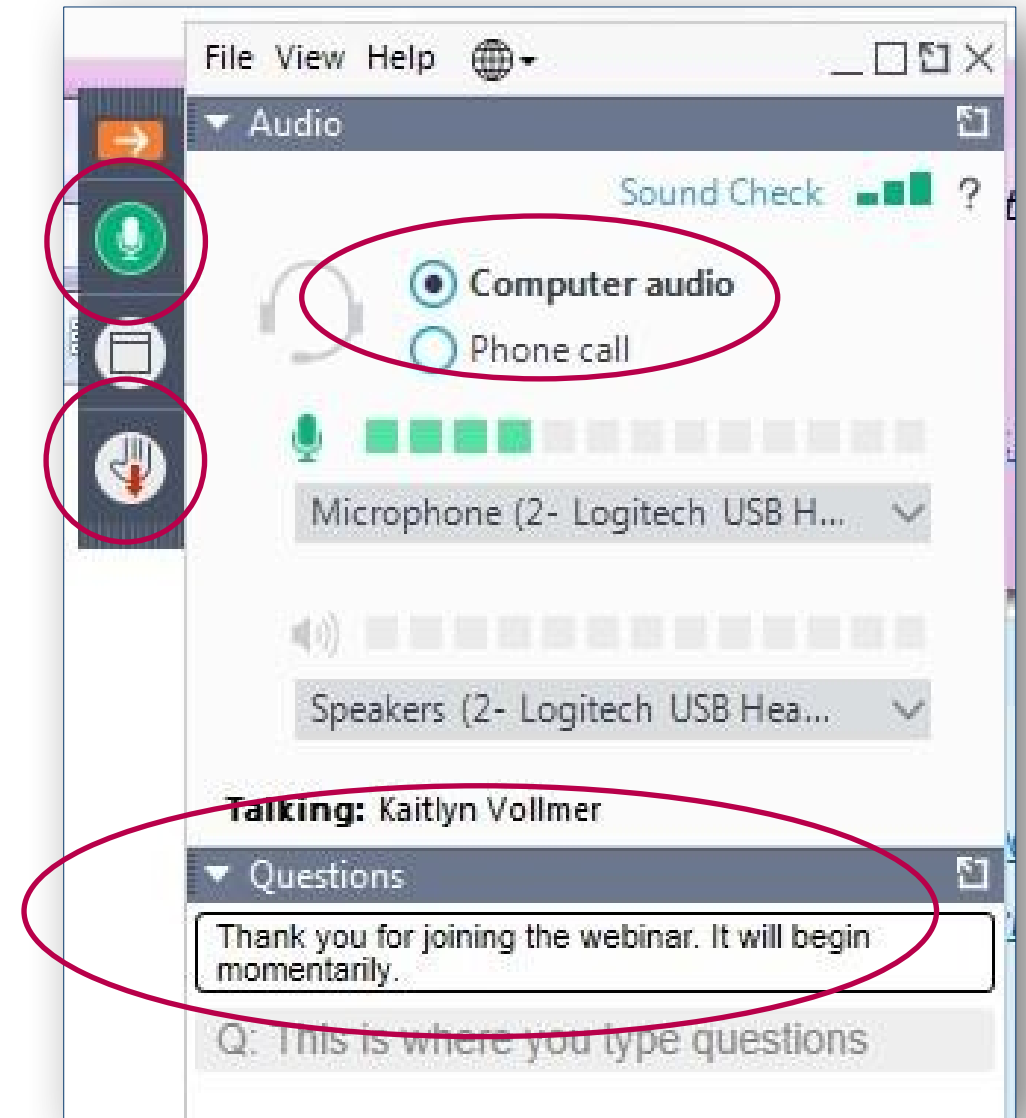 File View Help
Audio
Sound Check ?
Computer audio
Phone call
Microphone (2- Logitech USB H...
Speakers (2- Logitech USB Hea...
Talking: Kaitlyn Vollmer
Questions
Thank you for joining the webinar. It will begin
momentarily.
Q: This is where you type questions